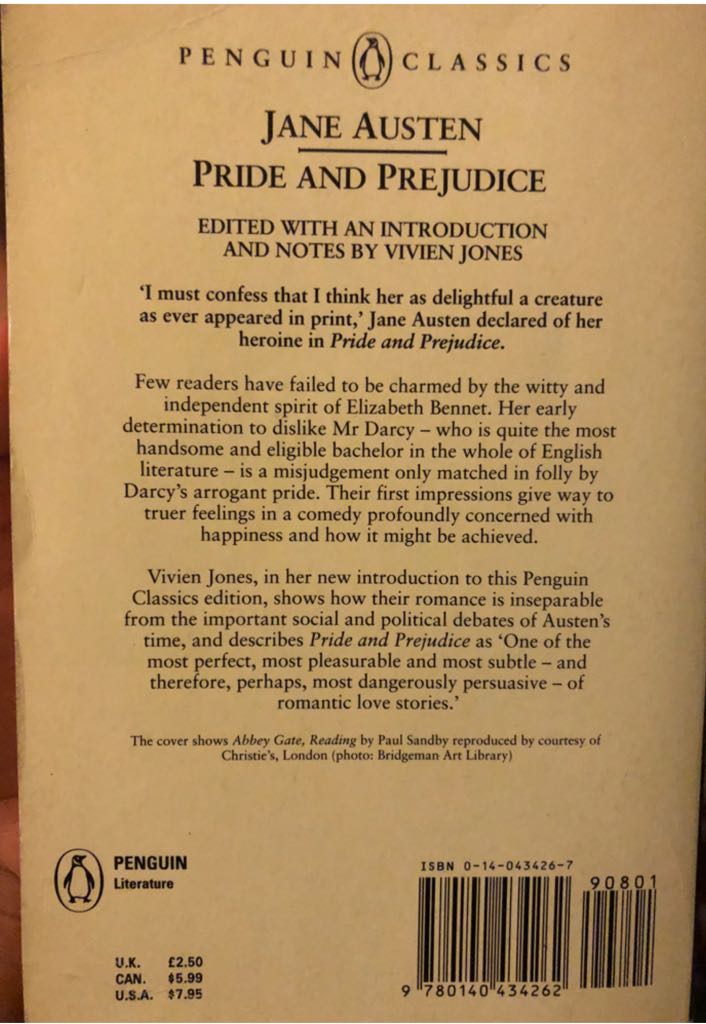 PENGUIN CLASSICS
JANE AUSTEN
PRIDE AND PREJUDICE
EDITED WITH AN INTRODUCTION
AND NOTES BY VIVIEN JONES
‘I must confess that I think her as delightful a creature
as ever appeared in print,’ Jane Austen declared of her
heroine in Pride and Prejudice.
Few readers have failed to be charmed by the witty and
independent spirit of Elizabeth Bennet. Her early
determination to dislike Mr Darcy – who is quite the most
handsome and eligible bachelor in the whole of English
literature – is a misjudgement only matched in folly by
Darcy’s arrogant pride. Their first impressions give way to
truer feelings in a comedy profoundly concerned with
happiness and how it might be achieved.
Vivien Jones, in her new introduction to this Penguin
Classics edition, shows how their romance is inseparable
from the important social and political debates of Austen’s
time, and describes Pride and Prejudice as ‘One of the
most perfect, most pleasurable and most subtle – and
therefore, perhaps, most dangerously persuasive – of
romantic love stories.’
The cover shows Abbey Gate, Reading by Paul Sandby reproduced by courtesy of
Christie’s, London (photo: Bridgeman Art Library)
PENGUIN
Literature
U.K. £2.50
CAN. $5.99
U.S.A. $7.95
ISBN 0-14-043426-7
90801
9 780140 434262